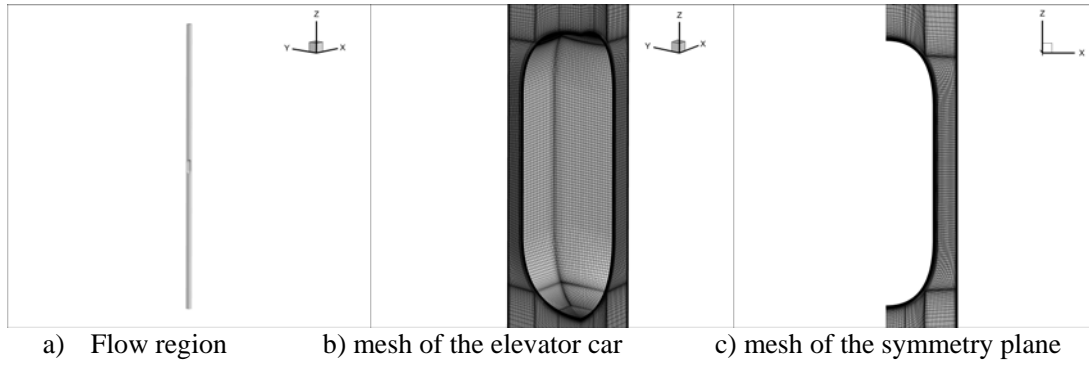 Z
Y
X
Z
Y
X
Z
X
a) Flow region
b) mesh of the elevator car
c) mesh of the symmetry plane